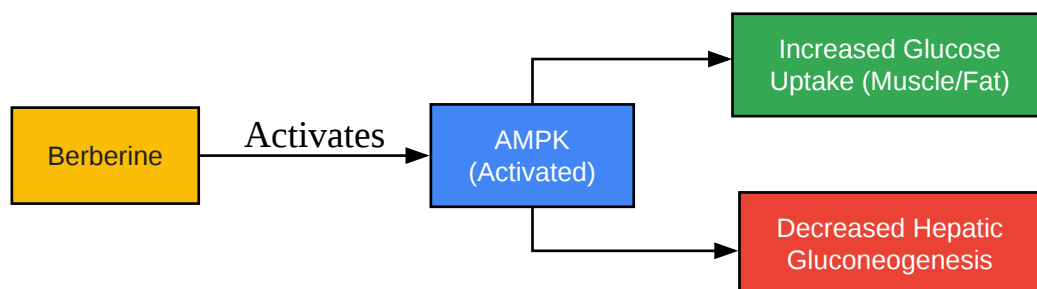 Berberine
Activates
AMPK
(Activated)
Increased Glucose
Uptake (Muscle/Fat)
Decreased Hepatic
Gluconeogenesis